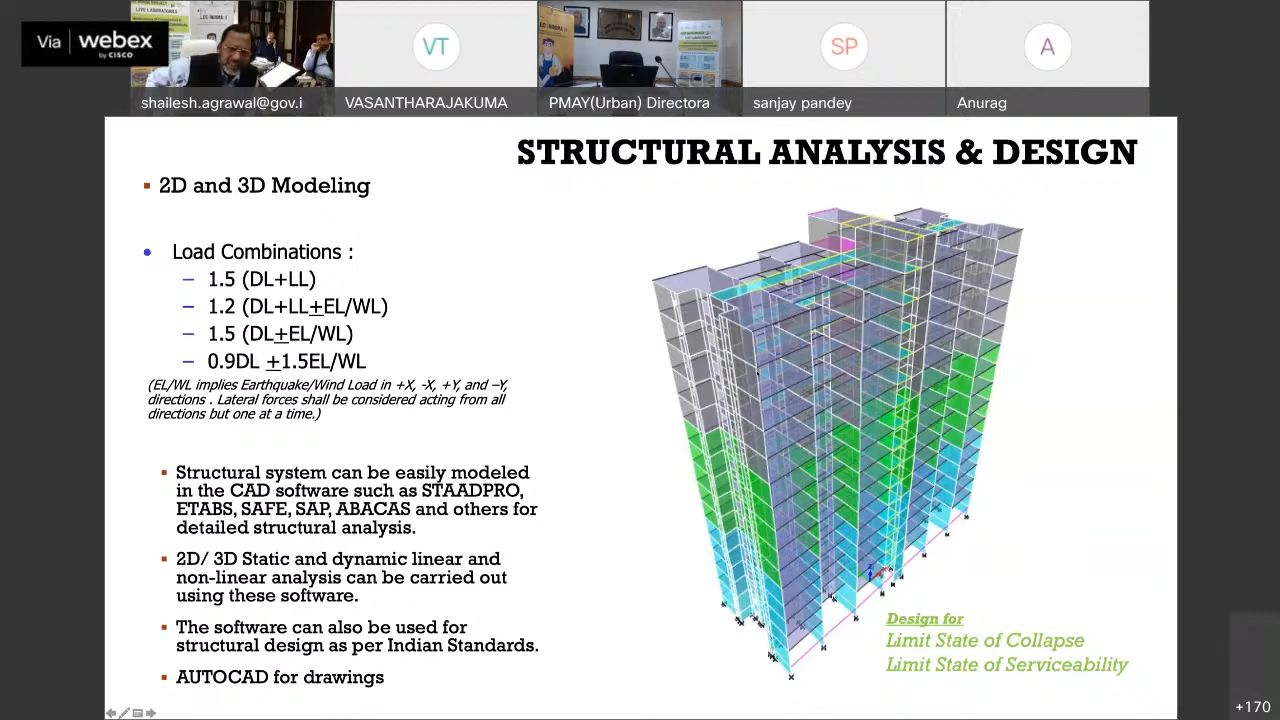 Via webex
by CISCO
LIVE LABORATORIES
shailesh.agrawal@gov.i
VT
VASANTHARAJAKUMA
PMAY(Urban) Directora
SP
sanjay pandey
A
Anurag
STRUCTURAL ANALYSIS & DESIGN
2D and 3D Modeling
Load Combinations :
– 1.5 (DL+LL)
– 1.2 (DL+LL±EL/WL)
– 1.5 (DL±EL/WL)
– 0.9DL ±1.5EL/WL
(EL/WL implies Earthquake/Wind Load in +X, -X, +Y, and –Y,
directions . Lateral forces shall be considered acting from all
directions but one at a time.)
Structural system can be easily modeled
in the CAD software such as STAADPRO,
ETABS, SAFE, SAP, ABACAS and others for
detailed structural analysis.
2D/ 3D Static and dynamic linear and
non-linear analysis can be carried out
using these software.
The software can also be used for
structural design as per Indian Standards.
AUTOCAD for drawings
Design for
Limit State of Collapse
Limit State of Serviceability
+170